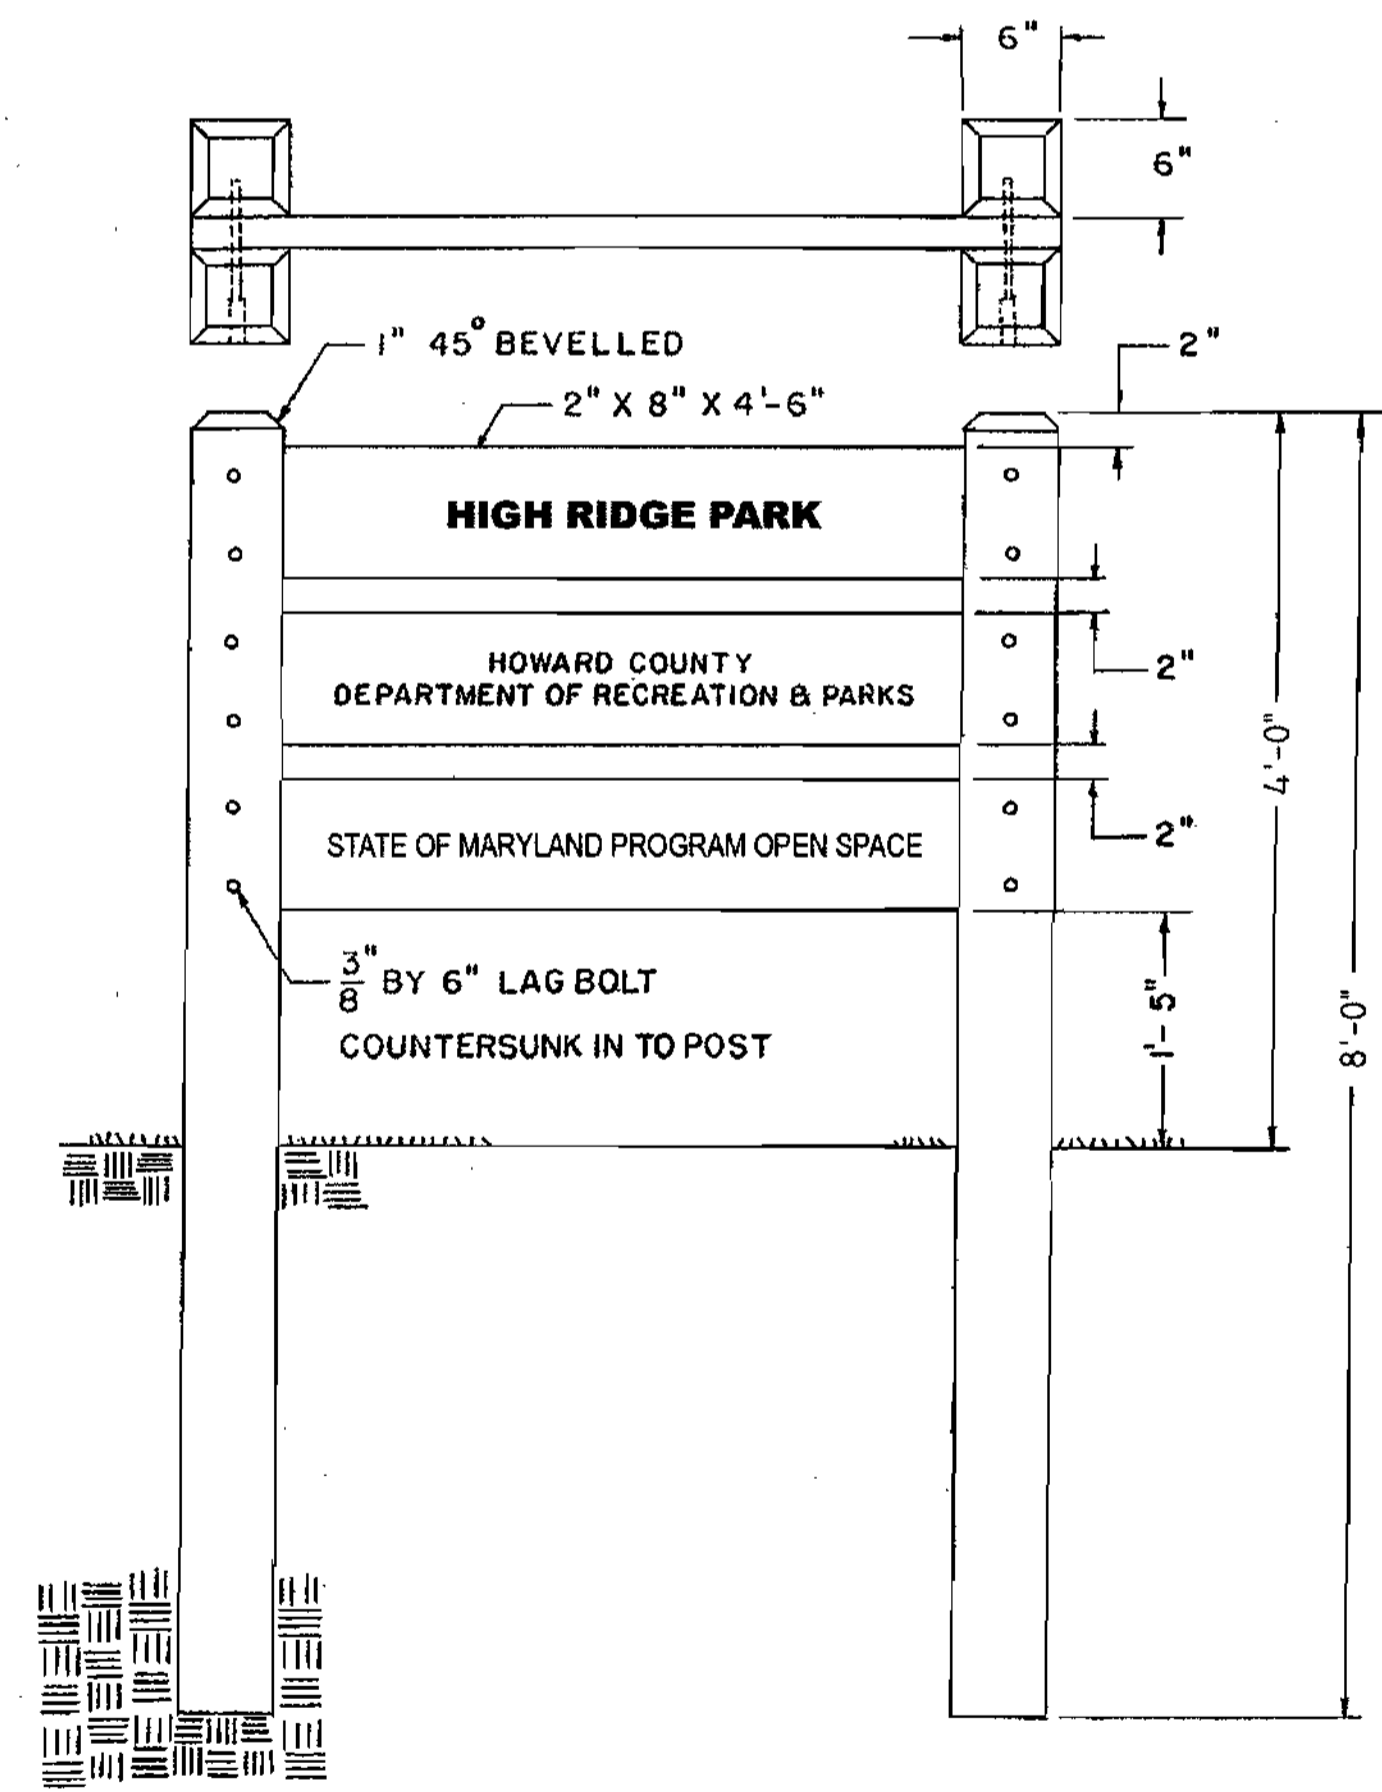 6"
6"
1" 45° BEVELLED
2"
2" X 8" X 4'-6"
HIGH RIDGE PARK
HOWARD COUNTY
DEPARTMENT OF RECREATION & PARKS
2"
4'-0"
STATE OF MARYLAND PROGRAM OPEN SPACE
2"
3/8" BY 6" LAG BOLT
COUNTERSUNK IN TO POST
1'-5"
8'-0"